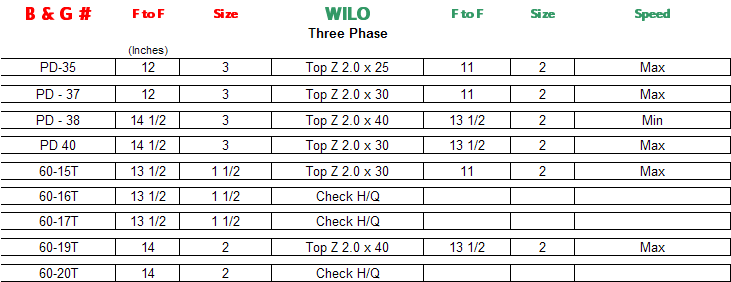 B & G # F to F Size WILO F to F Size Speed
Three Phase
(Inches)
PD-35 12 3 Top Z 2.0 x 25 11 2 Max
PD - 37 12 3 Top Z 2.0 x 30 11 2 Max
PD - 38 14 1/2 3 Top Z 2.0 x 40 13 1/2 2 Min
PD 40 14 1/2 3 Top Z 2.0 x 30 13 1/2 2 Max
60-15T 13 1/2 1 1/2 Top Z 2.0 x 30 11 2 Max
60-16T 13 1/2 1 1/2 Check H/Q
60-17T 13 1/2 1 1/2 Check H/Q
60-19T 14 2 Top Z 2.0 x 40 13 1/2 2 Max
60-20T 14 2 Check H/Q